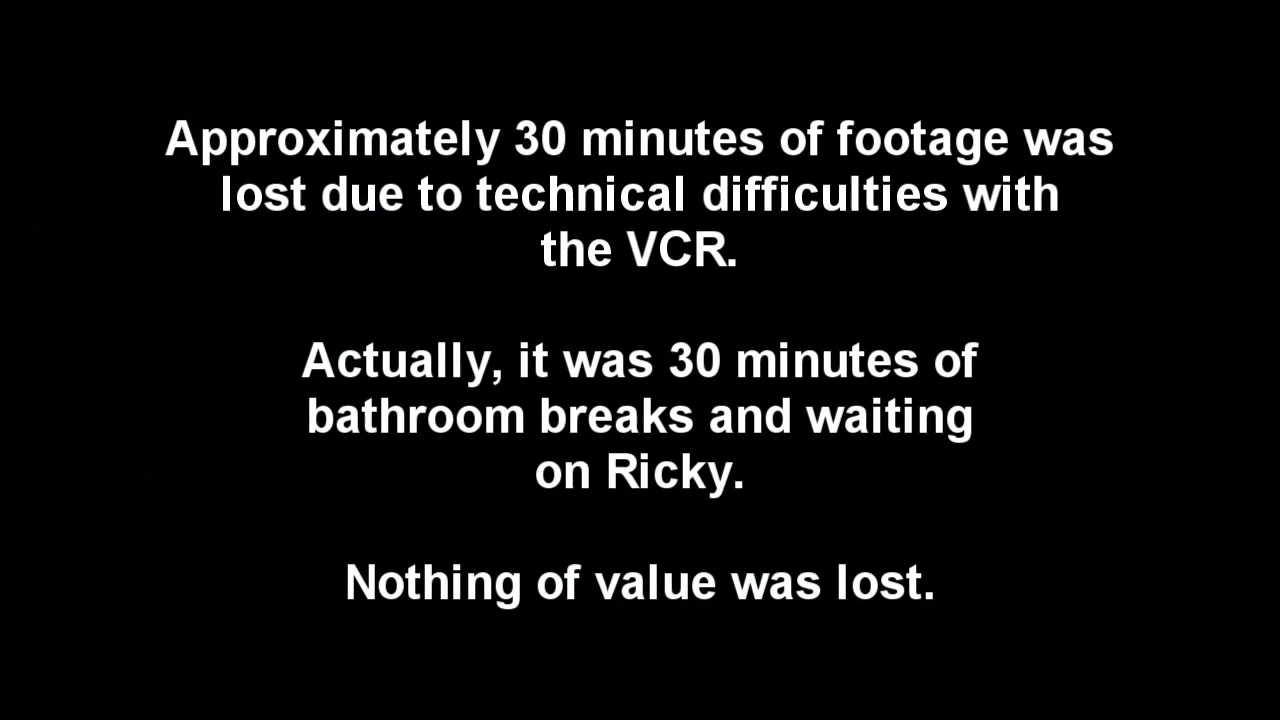 Approximately 30 minutes of footage was
lost due to technical difficulties with
the VCR.
Actually, it was 30 minutes of
bathroom breaks and waiting
on Ricky.
Nothing of value was lost.